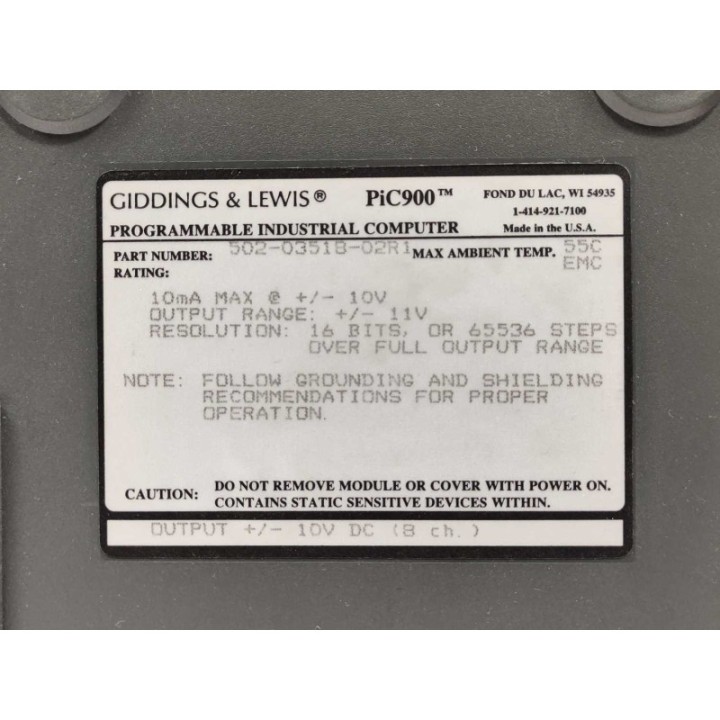 GIDDINGS & LEWIS® PiC900™ FOND DU LAC, WI 54935
1-414-921-7100
PROGRAMMABLE INDUSTRIAL COMPUTER Made in the U.S.A.
PART NUMBER: 502-03518-02R1 MAX AMBIENT TEMP. 55C
RATING: EMC
10mA MAX @ +/- 10V
OUTPUT RANGE: +/- 11V
RESOLUTION: 16 BITS, OR 65536 STEPS
OVER FULL OUTPUT RANGE
NOTE: FOLLOW GROUNDING AND SHIELDING
RECOMMENDATIONS FOR PROPER
OPERATION.
CAUTION: DO NOT REMOVE MODULE OR COVER WITH POWER ON.
CONTAINS STATIC SENSITIVE DEVICES WITHIN.
OUTPUT +/- 10V DC (8 ch.)